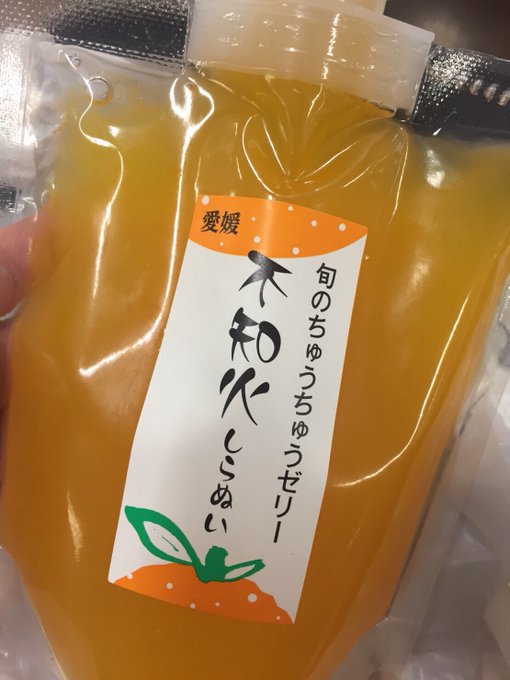 愛媛
旬のちゅうちゅうゼリー
不知火しらぬい